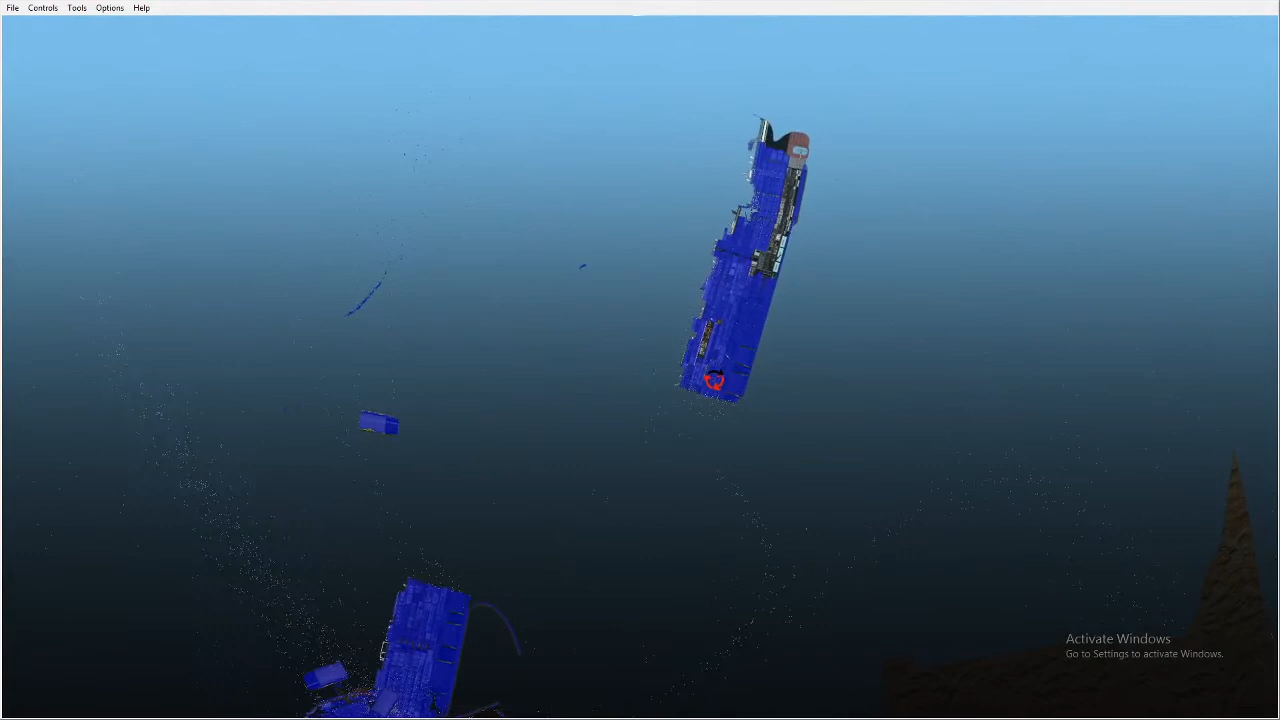 File Controls Tools Options Help
Activate Windows
Go to Settings to activate Windows.